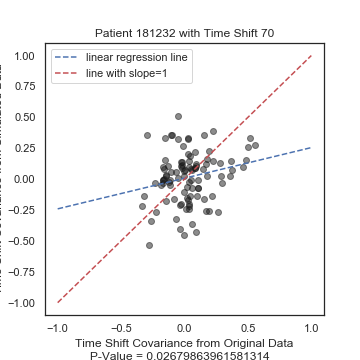 Patient 181232 with Time Shift 70
linear regression line
line with slope=1
1.00
0.75
0.50
0.25
0.00
−0.25
−0.50
−0.75
−1.00
−1.0
−0.5
0.0
0.5
1.0
Time Shift Covariance from Original Data
P-Value = 0.02679863961581314